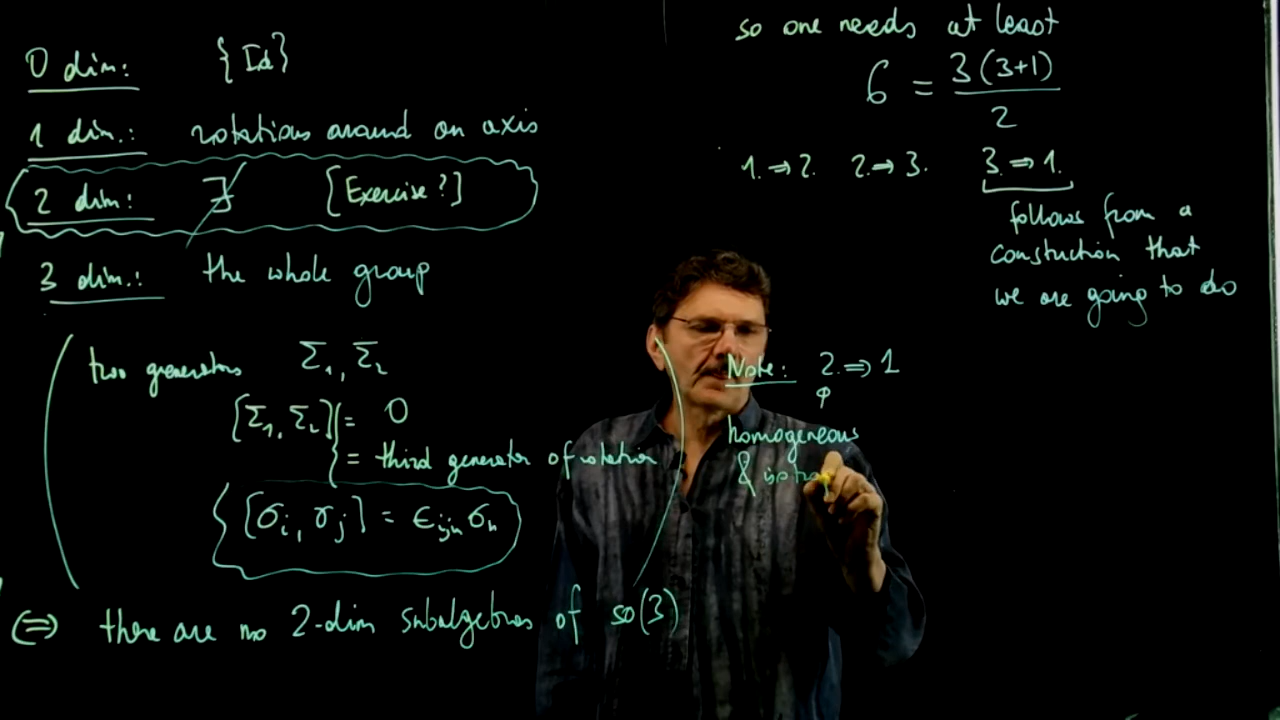 0 dim: {Id}
1 dim.: rotations around on axis
2 dim: ∄ [Exercise?]
3 dim.: the whole group
two generators Σ₁, Σ₂
[Σ₁, Σ₂] = 0
= third generator of rotation
[σᵢ, σⱼ] = ϵᵢⱼₖ σₖ
⇔ there are no 2-dim subalgebras of so(3)
so one needs at least
6 = 3(3+1)
2
1. ⇒ 2. 2. ⇒ 3. 3. ⇒ 1.
follows from a
constuction that
we are going to do
Note: 2. ⇒ 1
homogeneous
& isotro